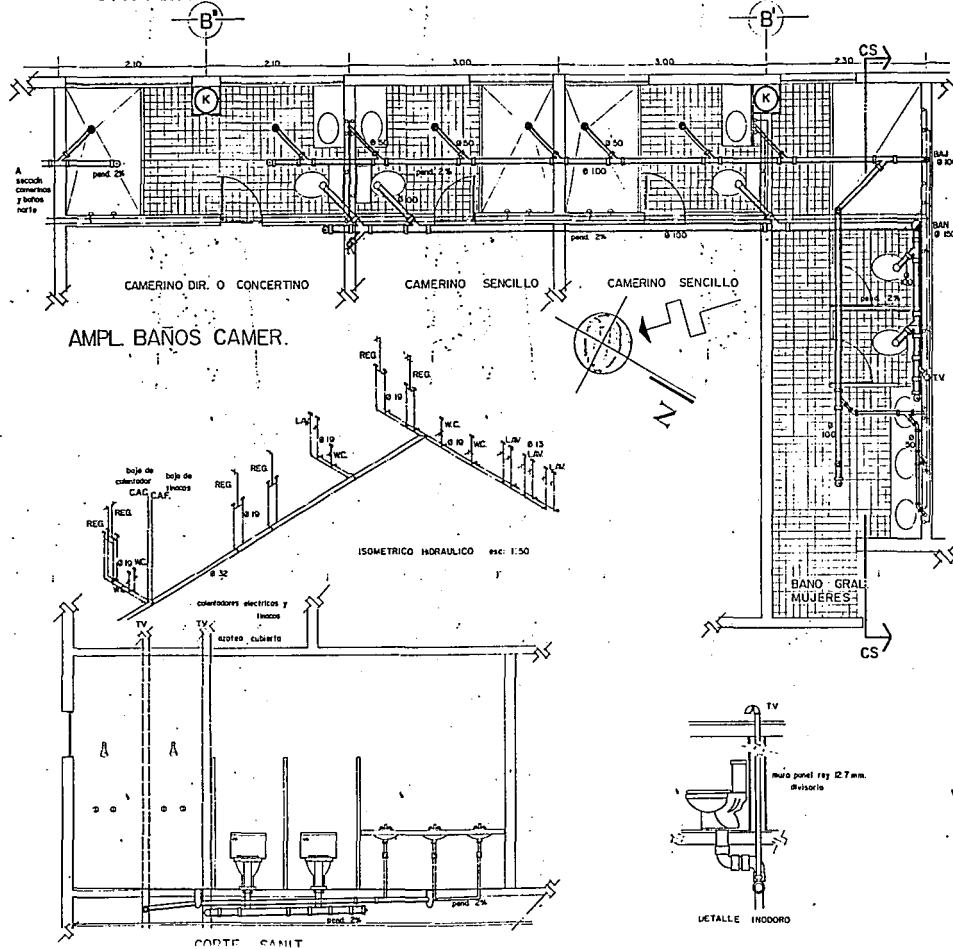 B'' B'
2.10 2.10 3.00 3.00 2.30 CS
K K
Ø 50 Ø 50
A
sección
camerinos
y baños
norte
pend. 2% pend. 2% Ø 100
BAJ
Ø 100
Ø 100
pend. 2% Ø 100
BAN
Ø 150
CAMERINO DIR. O CONCERTINO CAMERINO SENCILLO CAMERINO SENCILLO
AMPL. BAÑOS CAMER.
N
pend. 2%
T.V.
Ø 100
Ø 50
BAÑO GRAL
MUJERES
CS
REG.
REG.
Ø 19
LAV.
Ø 19
W.C.
W.C.
Ø 19
W.C.
LAV.
Ø 13
LAV.
LAV.
REG.
REG.
Ø 19
baja de
calentador
C.A.C.
baja de
tinacos
C.A.F.
REG.
REG.
Ø 19
W.C.
W.C.
Ø 32
ISOMETRICO HIDRAULICO esc: 1:50
calentadores electricos y
tinacos
TV TV
azotea cubierta
pend. 2% pend. 2%
CORTE SANIT.
T.V.
muro panel rey 12.7 mm.
divisorio
DETALLE INODORO